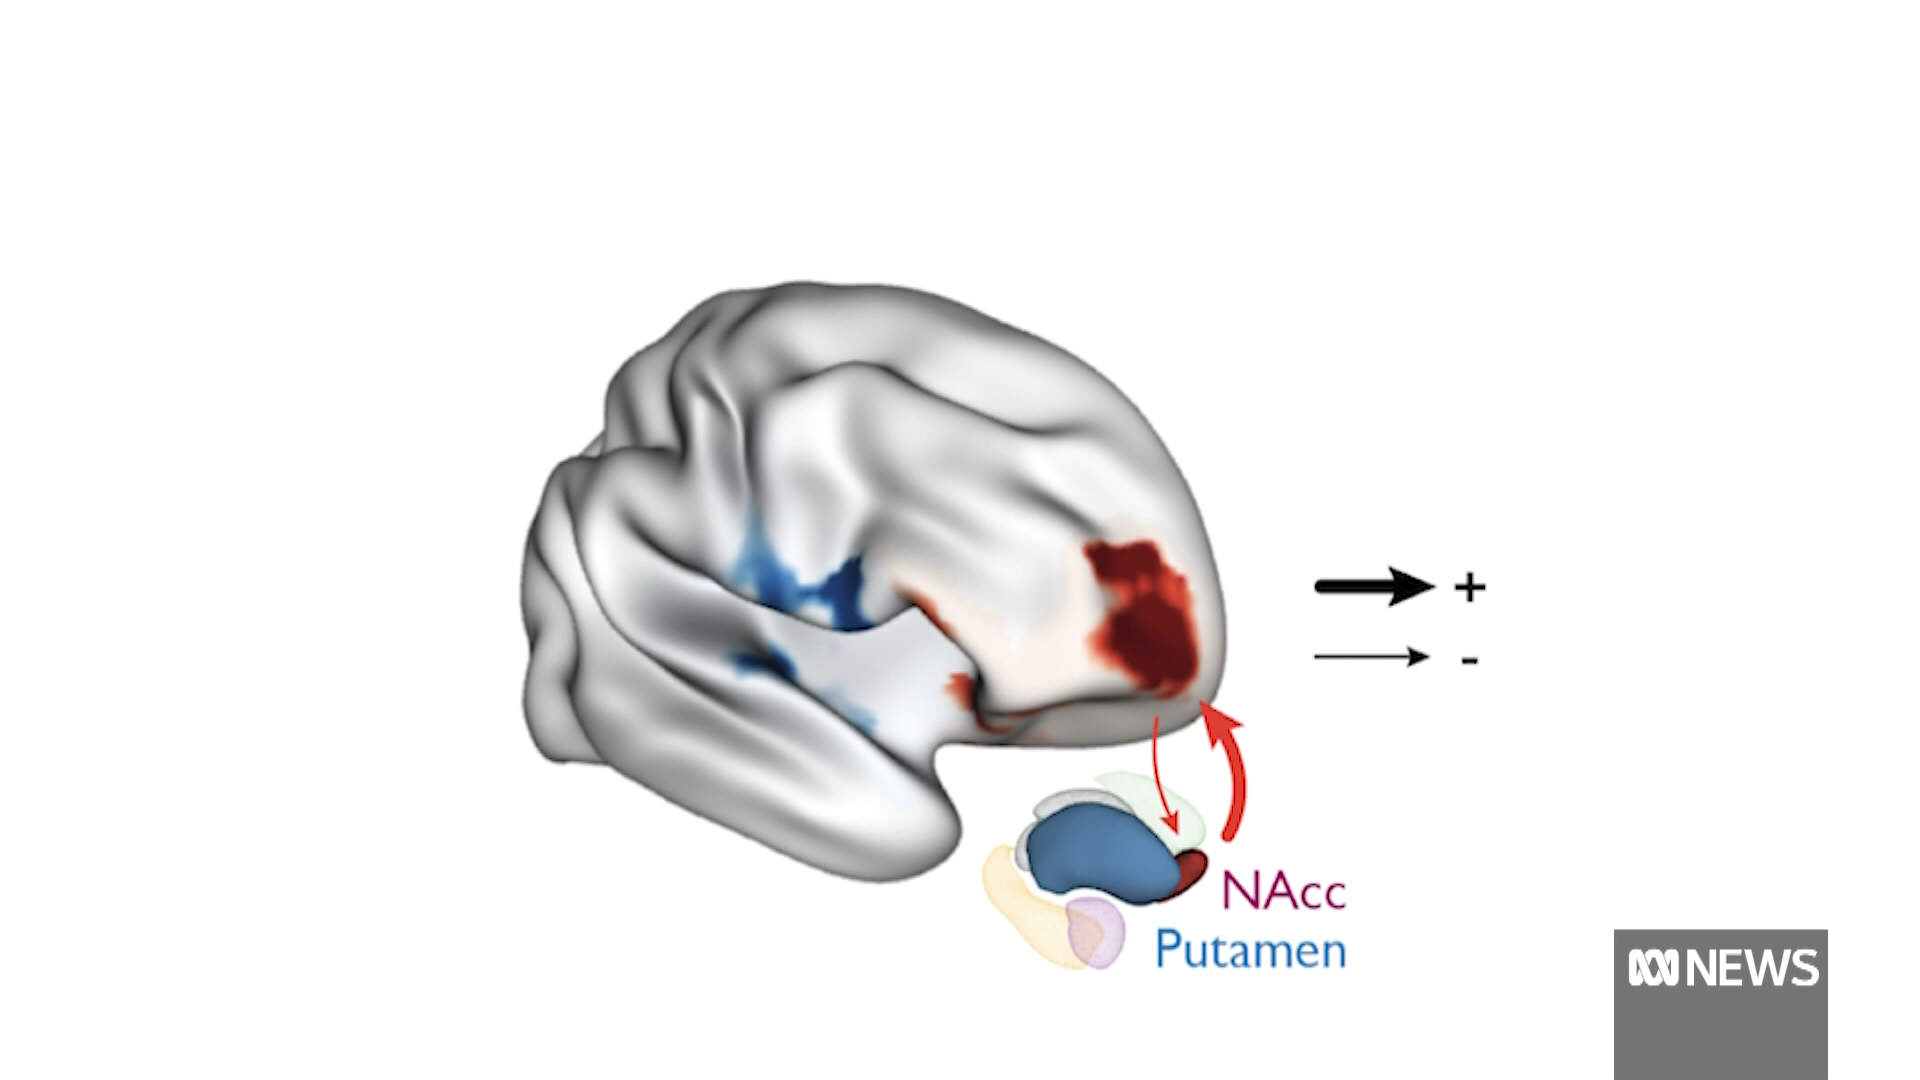 +
-
NAcc
Putamen
NEWS